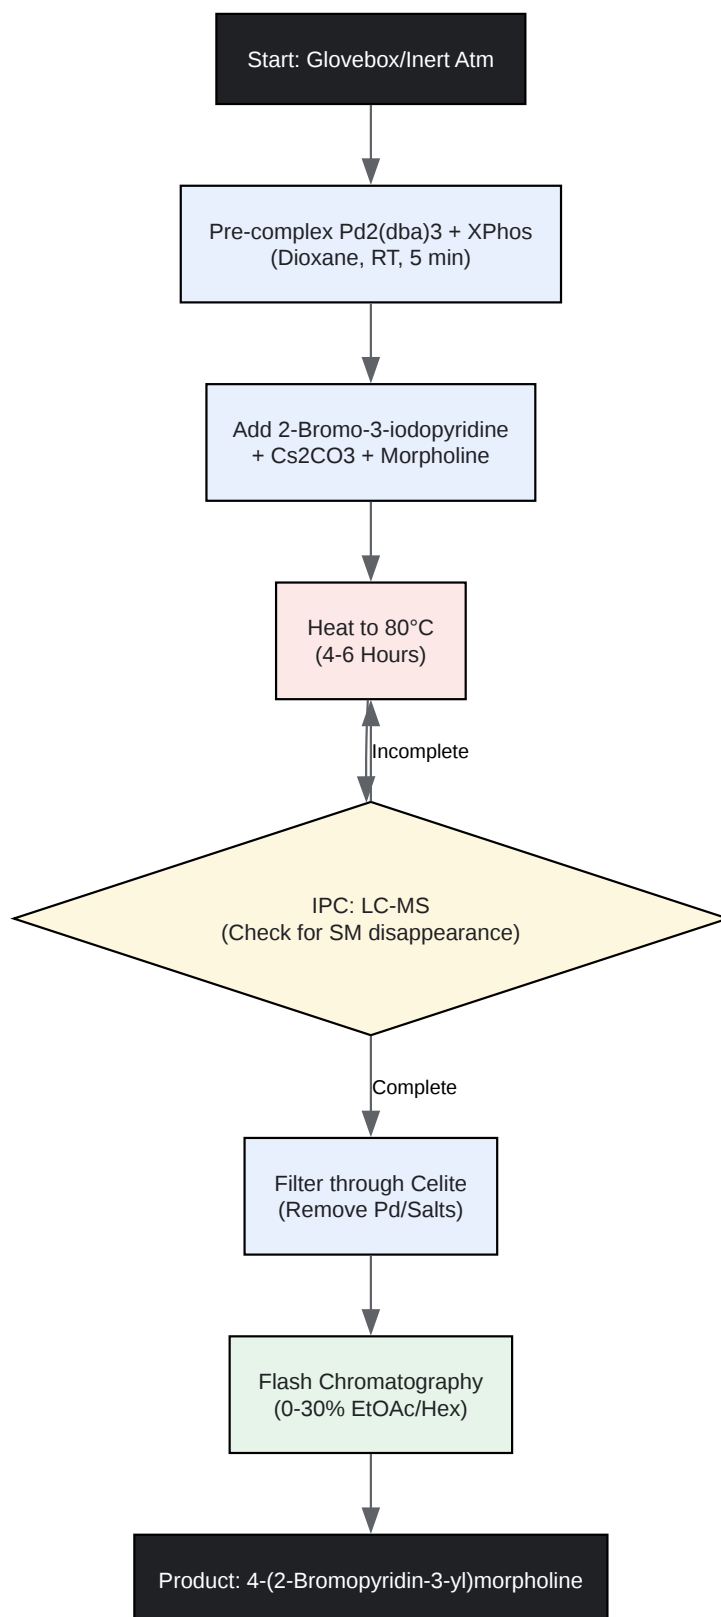 Start: Glovebox/Inert Atm
Pre-complex Pd2(dba)3 + XPhos
(Dioxane, RT, 5 min)
Add 2-Bromo-3-iodopyridine
+ Cs2CO3 + Morpholine
Heat to 80°C
(4-6 Hours)
Incomplete
IPC: LC-MS
(Check for SM disappearance)
Complete
Filter through Celite
(Remove Pd/Salts)
Flash Chromatography
(0-30% EtOAc/Hex)
Product: 4-(2-Bromopyridin-3-yl)morpholine